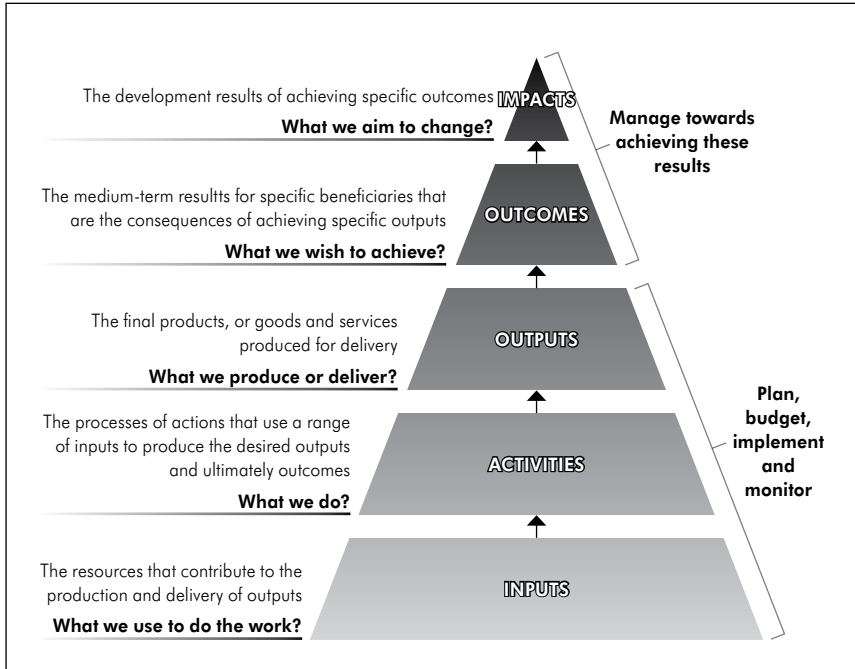 The development results of achieving specific outcomes
IMPACTS
What we aim to change?
Manage towards
achieving these
results
The medium-term resultts for specific beneficiaries that
are the consequences of achieving specific outputs
OUTCOMES
What we wish to achieve?
The final products, or goods and services
produced for delivery
OUTPUTS
What we produce or deliver?
The processes of actions that use a range
of inputs to produce the desired outputs
and ultimately outcomes
ACTIVITIES
What we do?
Plan,
budget,
implement
and
monitor
The resources that contribute to the
production and delivery of outputs
INPUTS
What we use to do the work?